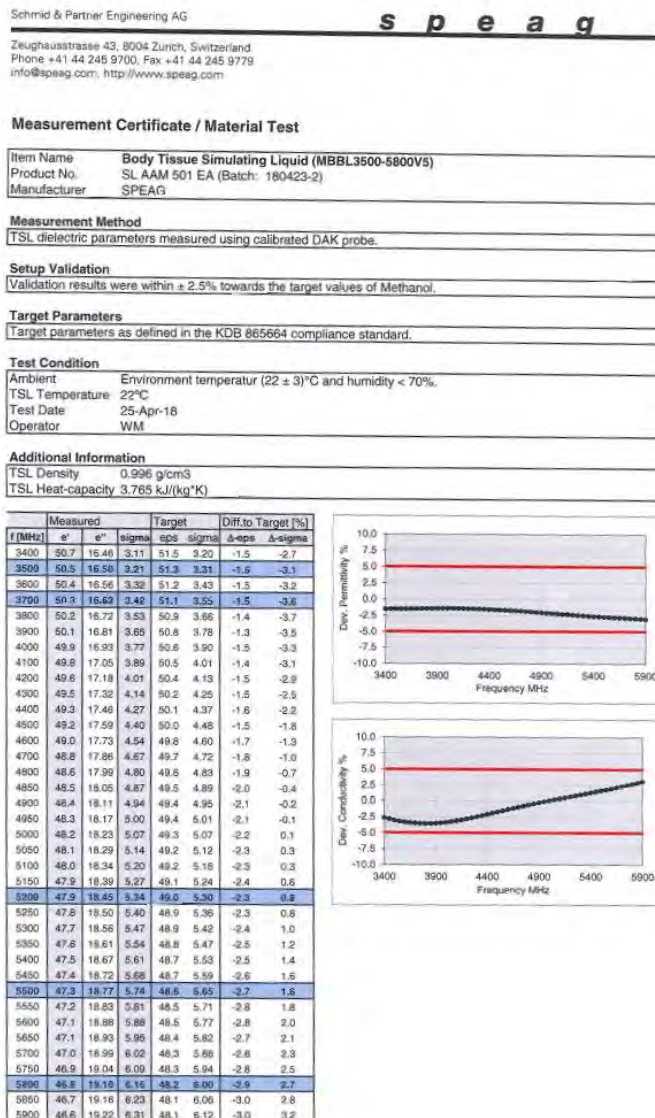 Schmid & Partner Engineering AG
s p e a g
Zeughausstrasse 43, 8004 Zurich, Switzerland
Phone +41 44 245 9700, Fax +41 44 245 9779
info@speag.com, http://www.speag.com
Measurement Certificate / Material Test
Item Name Body Tissue Simulating Liquid (MBBL3500-5800V5)
Product No. SL AAM 501 EA (Batch: 180423-2)
Manufacturer SPEAG
Measurement Method
TSL dielectric parameters measured using calibrated DAK probe.
Setup Validation
Validation results were within ± 2.5% towards the target values of Methanol.
Target Parameters
Target parameters as defined in the KDB 865664 compliance standard.
Test Condition
Ambient Environment temperatur (22 ± 3)°C and humidity < 70%.
TSL Temperature 22°C
Test Date 25-Apr-18
Operator WM
Additional Information
TSL Density 0.996 g/cm3
TSL Heat-capacity 3.765 kJ/(kg*K)
Measured Target Diff.to Target [%]
f [MHz] e' e" sigma eps sigma Δ-eps Δ-sigma
3400 50.7 16.46 3.11 51.5 3.20 -1.5 -2.7
3500 50.5 16.50 3.21 51.3 3.31 -1.5 -3.1
3600 50.4 16.56 3.32 51.2 3.43 -1.5 -3.2
3700 50.3 16.63 3.42 51.1 3.55 -1.5 -3.6
3800 50.2 16.72 3.53 50.9 3.66 -1.4 -3.7
3900 50.1 16.81 3.65 50.8 3.78 -1.3 -3.5
4000 49.9 16.93 3.77 50.6 3.90 -1.5 -3.3
4100 49.8 17.05 3.89 50.5 4.01 -1.4 -3.1
4200 49.6 17.18 4.01 50.4 4.13 -1.5 -2.9
4300 49.5 17.32 4.14 50.2 4.25 -1.5 -2.5
4400 49.3 17.46 4.27 50.1 4.37 -1.6 -2.2
4500 49.2 17.59 4.40 50.0 4.48 -1.5 -1.8
4600 49.0 17.73 4.54 49.8 4.60 -1.7 -1.3
4700 48.8 17.86 4.67 49.7 4.72 -1.8 -1.0
4800 48.6 17.99 4.80 49.6 4.83 -1.9 -0.7
4850 48.5 18.05 4.87 49.5 4.89 -2.0 -0.4
4900 48.4 18.11 4.94 49.4 4.95 -2.1 -0.2
4950 48.3 18.17 5.00 49.4 5.01 -2.1 -0.1
5000 48.2 18.23 5.07 49.3 5.07 -2.2 0.1
5050 48.1 18.29 5.14 49.2 5.12 -2.3 0.3
5100 48.0 18.34 5.20 49.2 5.18 -2.3 0.3
5150 47.9 18.39 5.27 49.1 5.24 -2.4 0.6
5200 47.9 18.45 5.34 49.0 5.30 -2.3 0.8
5250 47.8 18.50 5.40 48.9 5.36 -2.3 0.8
5300 47.7 18.56 5.47 48.9 5.42 -2.4 1.0
5350 47.6 18.61 5.54 48.8 5.47 -2.5 1.2
5400 47.5 18.67 5.61 48.7 5.53 -2.5 1.4
5450 47.4 18.72 5.68 48.7 5.59 -2.6 1.6
5500 47.3 18.77 5.74 48.6 5.65 -2.7 1.6
5550 47.2 18.83 5.81 48.5 5.71 -2.8 1.8
5600 47.1 18.88 5.88 48.5 5.77 -2.8 2.0
5650 47.1 18.93 5.95 48.4 5.82 -2.7 2.1
5700 47.0 18.99 6.02 48.3 5.88 -2.8 2.3
5750 46.9 19.04 6.09 48.3 5.94 -2.8 2.5
5800 46.8 19.10 6.16 48.2 6.00 -2.9 2.7
5850 46.7 19.16 6.23 48.1 6.06 -3.0 2.8
5900 46.6 19.22 6.31 48.1 6.12 -3.0 3.2
Dev. Permittivity %
10.0
7.5
5.0
2.5
0.0
-2.5
-5.0
-7.5
-10.0
3400 3900 4400 4900 5400 5900
Frequency MHz
Dev. Conductivity %
10.0
7.5
5.0
2.5
0.0
-2.5
-5.0
-7.5
-10.0
3400 3900 4400 4900 5400 5900
Frequency MHz